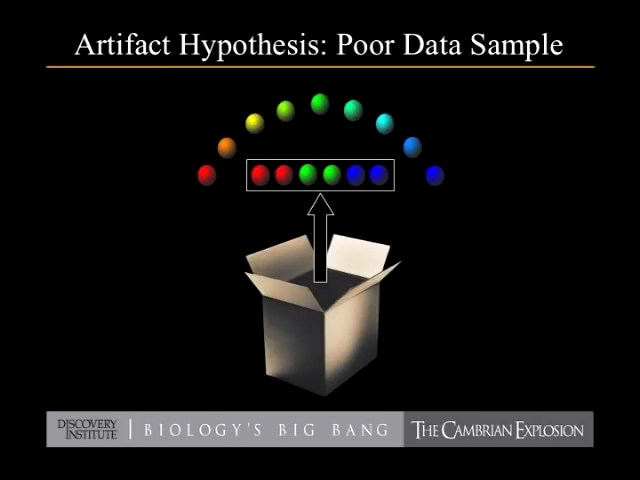 Artifact Hypothesis: Poor Data Sample
DISCOVERY
INSTITUTE
BIOLOGY'S BIG BANG
THE CAMBRIAN EXPLOSION